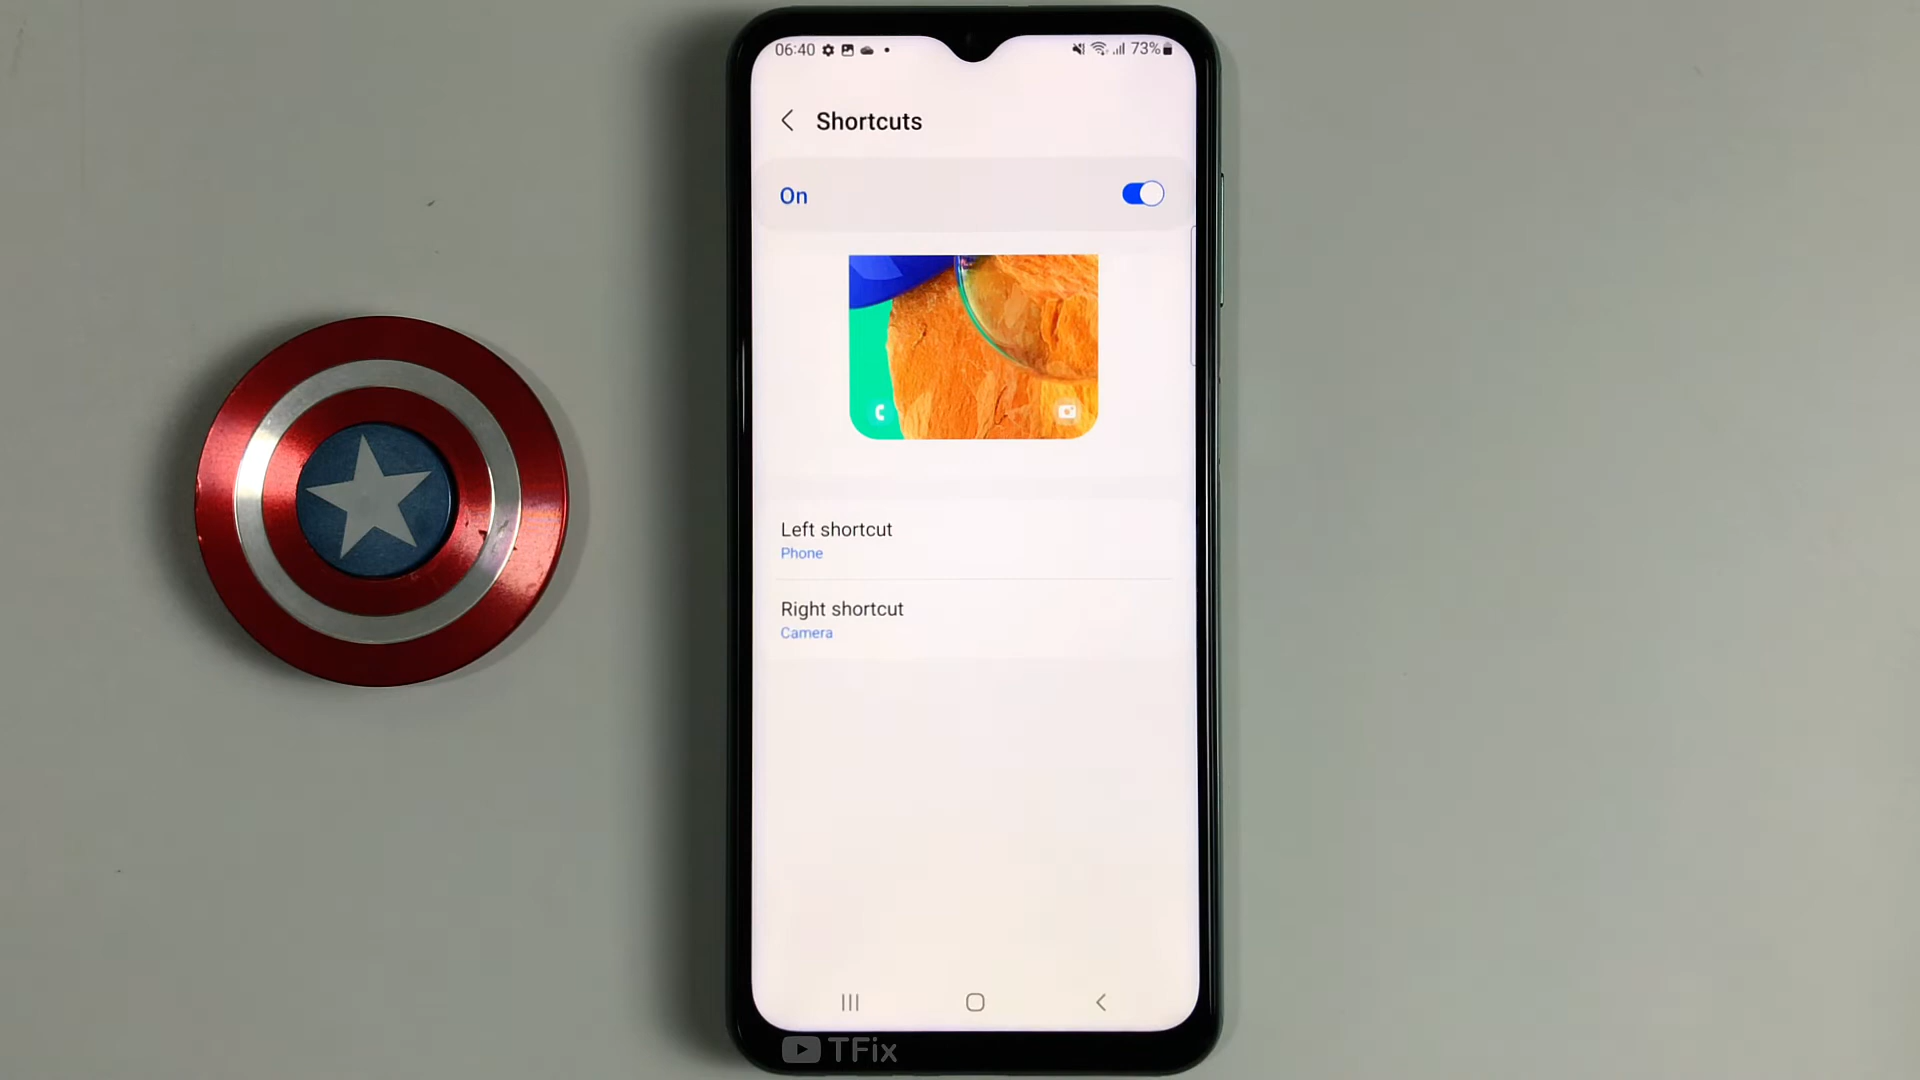 06:40
73%
Shortcuts
On
Left shortcut
Phone
Right shortcut
Camera
TFix